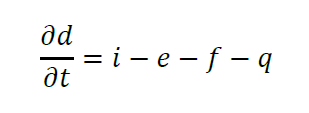 ∂d/∂t = i − e − f − q